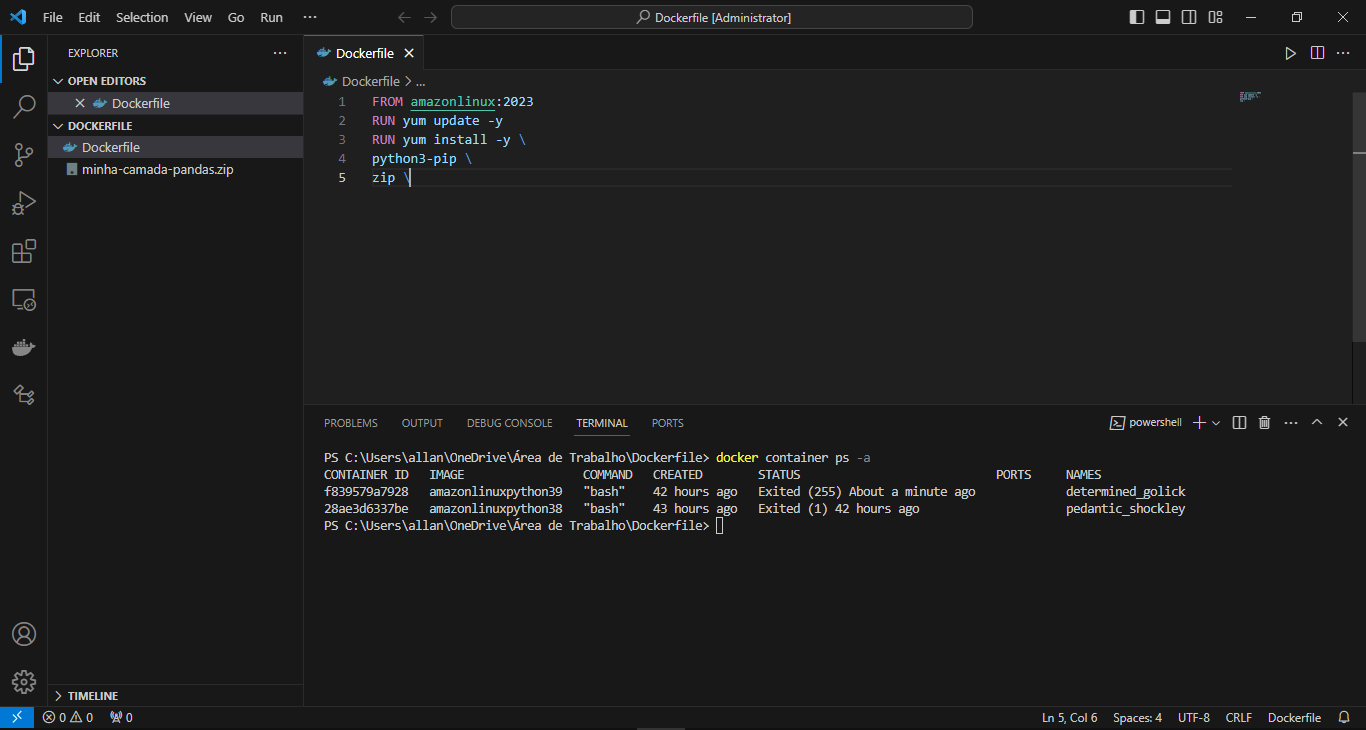 File Edit Selection View Go Run ···
Dockerfile [Administrator]
EXPLORER
OPEN EDITORS
Dockerfile
DOCKERFILE
Dockerfile
minha-camada-pandas.zip
TIMELINE
Dockerfile
Dockerfile > ...
1 FROM amazonlinux:2023
2 RUN yum update -y
3 RUN yum install -y \
4 python3-pip \
5 zip \
PROBLEMS OUTPUT DEBUG CONSOLE TERMINAL PORTS
powershell
PS C:\Users\allan\OneDrive\Área de Trabalho\Dockerfile> docker container ps -a
CONTAINER ID IMAGE COMMAND CREATED STATUS PORTS NAMES
f839579a7928 amazonlinuxpython39 "bash" 42 hours ago Exited (255) About a minute ago determined_golick
28ae3d6337be amazonlinuxpython38 "bash" 43 hours ago Exited (1) 42 hours ago pedantic_shockley
PS C:\Users\allan\OneDrive\Área de Trabalho\Dockerfile>
0 0 0 Ln 5, Col 6 Spaces: 4 UTF-8 CRLF Dockerfile